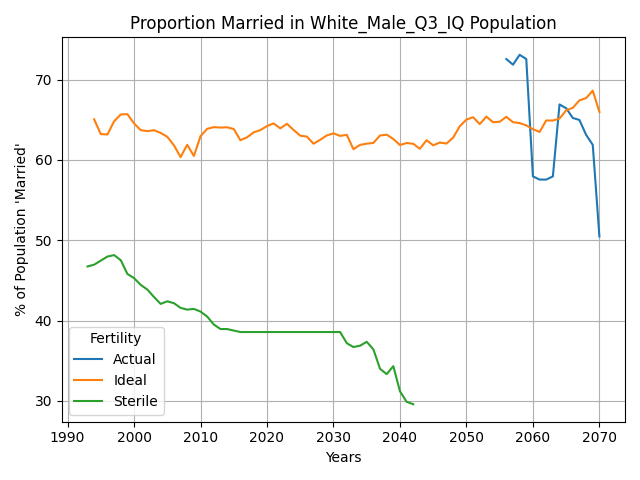 Proportion Married in White_Male_Q3_IQ Population
% of Population 'Married'
70
60
50
40
30
Fertility
Actual
Ideal
Sterile
1990 2000 2010 2020 2030 2040 2050 2060 2070
Years